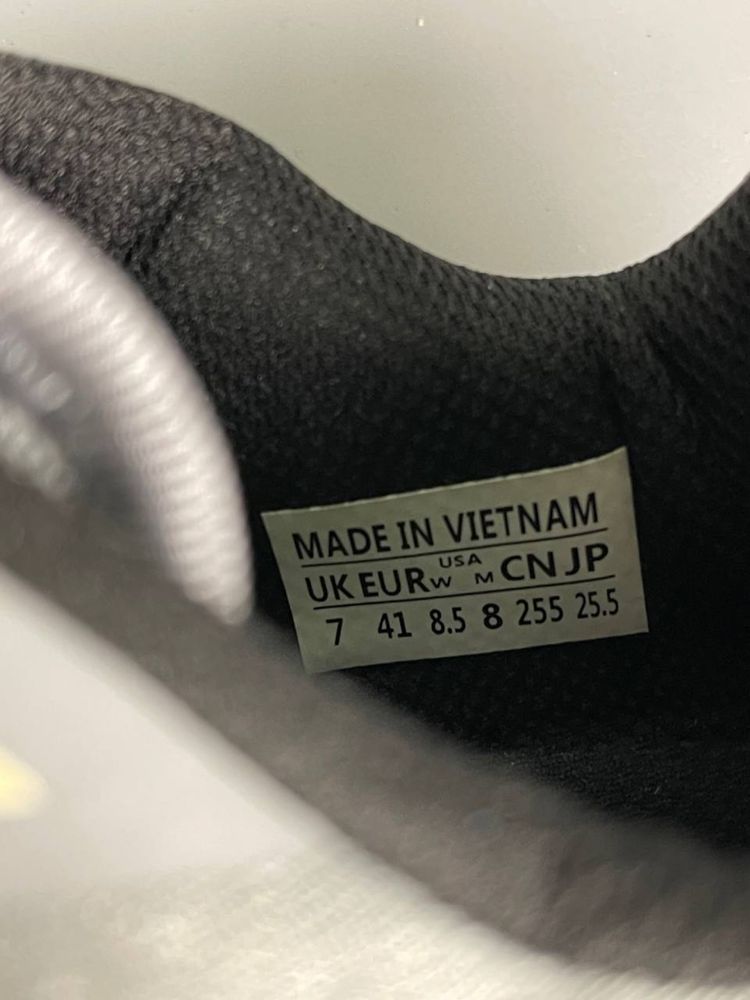 MADE IN VIETNAM
USA
UK EUR W M CN JP
7 41 8.5 8 255 25.5